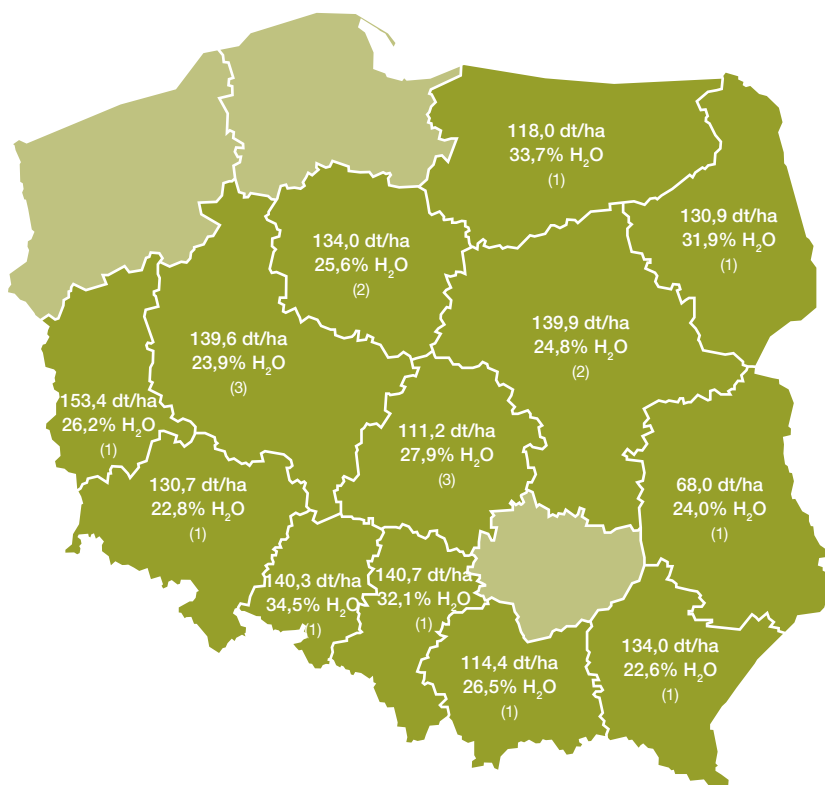 118,0 dt/ha
33,7% H₂O
(1)
130,9 dt/ha
31,9% H₂O
(1)
134,0 dt/ha
25,6% H₂O
(2)
139,6 dt/ha
23,9% H₂O
(3)
139,9 dt/ha
24,8% H₂O
(2)
153,4 dt/ha
26,2% H₂O
(1)
111,2 dt/ha
27,9% H₂O
(3)
130,7 dt/ha
22,8% H₂O
(1)
68,0 dt/ha
24,0% H₂O
(1)
140,3 dt/ha
34,5% H₂O
(1)
140,7 dt/ha
32,1% H₂O
(1)
114,4 dt/ha
26,5% H₂O
(1)
134,0 dt/ha
22,6% H₂O
(1)